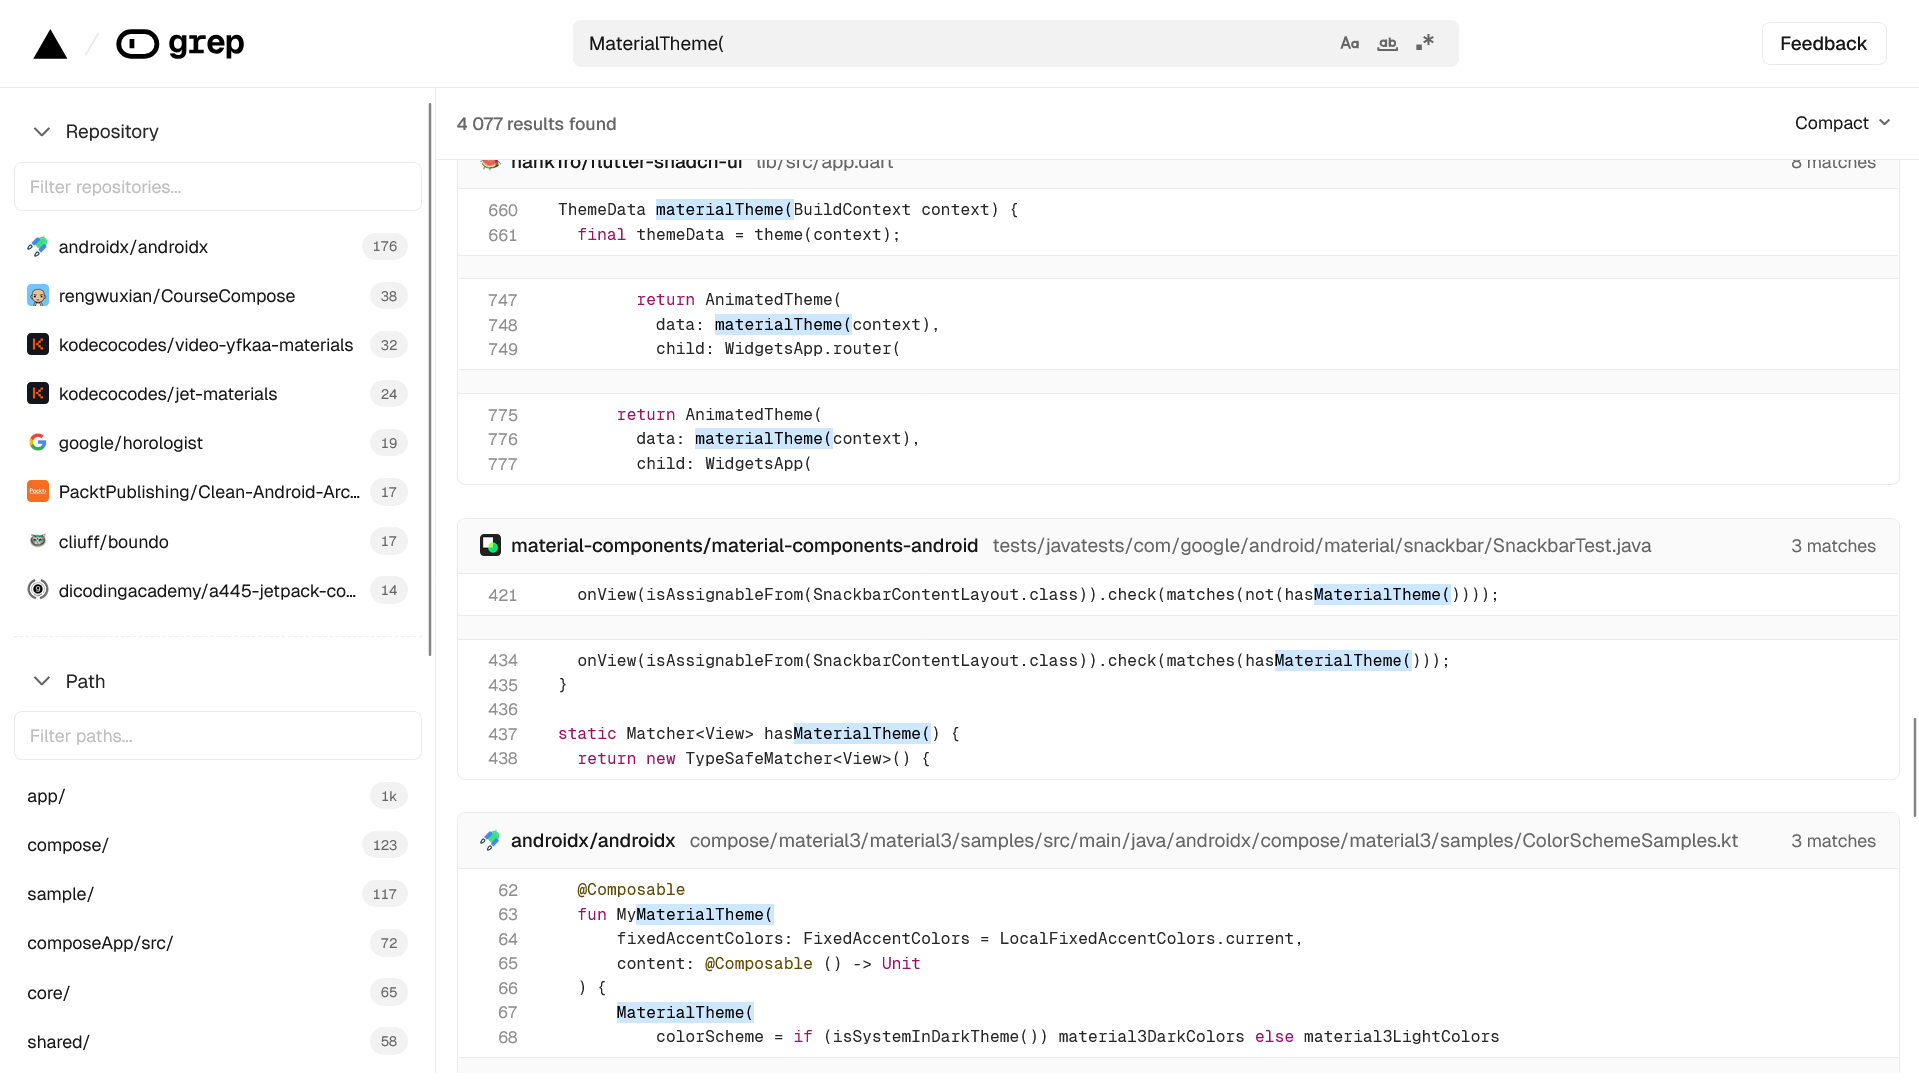 grep
MaterialTheme(
Aa ab .*
Feedback
Repository
Filter repositories...
androidx/androidx 176
rengwuxian/CourseCompose 38
kodecocodes/video-yfkaa-materials 32
kodecocodes/jet-materials 24
google/horologist 19
PacktPublishing/Clean-Android-Arc... 17
cliuff/boundo 17
dicodingacademy/a445-jetpack-co... 14
Path
Filter paths...
app/ 1k
compose/ 123
sample/ 117
composeApp/src/ 72
core/ 65
shared/ 58
4 077 results found
Compact
nank1ro/flutter-shadcn-ui lib/src/app.dart 8 matches
660 ThemeData materialTheme(BuildContext context) {
661 final themeData = theme(context);
747 return AnimatedTheme(
748 data: materialTheme(context),
749 child: WidgetsApp.router(
775 return AnimatedTheme(
776 data: materialTheme(context),
777 child: WidgetsApp(
material-components/material-components-android tests/javatests/com/google/android/material/snackbar/SnackbarTest.java 3 matches
421 onView(isAssignableFrom(SnackbarContentLayout.class)).check(matches(not(hasMaterialTheme())));
434 onView(isAssignableFrom(SnackbarContentLayout.class)).check(matches(hasMaterialTheme()));
435 }
436
437 static Matcher<View> hasMaterialTheme() {
438 return new TypeSafeMatcher<View>() {
androidx/androidx compose/material3/material3/samples/src/main/java/androidx/compose/material3/samples/ColorSchemeSamples.kt 3 matches
62 @Composable
63 fun MyMaterialTheme(
64 fixedAccentColors: FixedAccentColors = LocalFixedAccentColors.current,
65 content: @Composable () -> Unit
66 ) {
67 MaterialTheme(
68 colorScheme = if (isSystemInDarkTheme()) material3DarkColors else material3LightColors